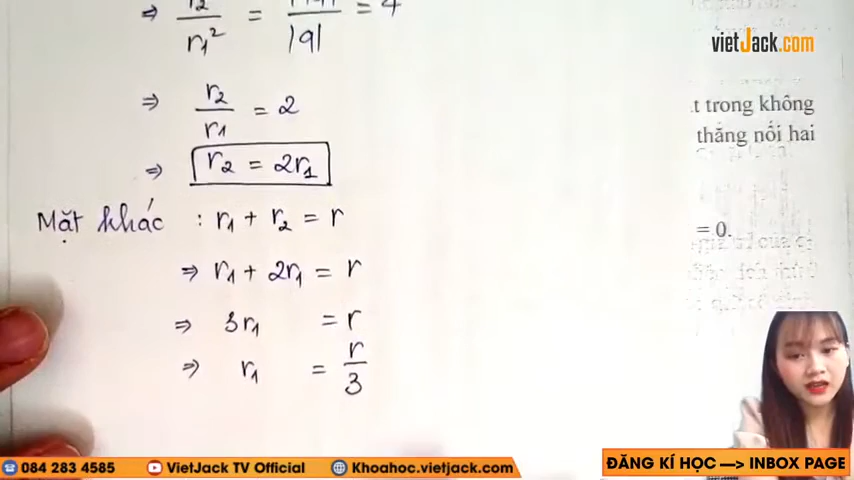 ⇒ r₂²/r₁² = /|q| = 4
vietJack.com
⇒ r₂/r₁ = 2
t trong không
thẳng nối hai
⇒ r₂ = 2r₁
Mặt khác : r₁ + r₂ = r
= 0.
⇒ r₁ + 2r₁ = r
⇒ 3r₁ = r
⇒ r₁ = r/3
084 283 4585
VietJack TV Official
Khoahoc.vietjack.com
ĐĂNG KÍ HỌC —> INBOX PAGE